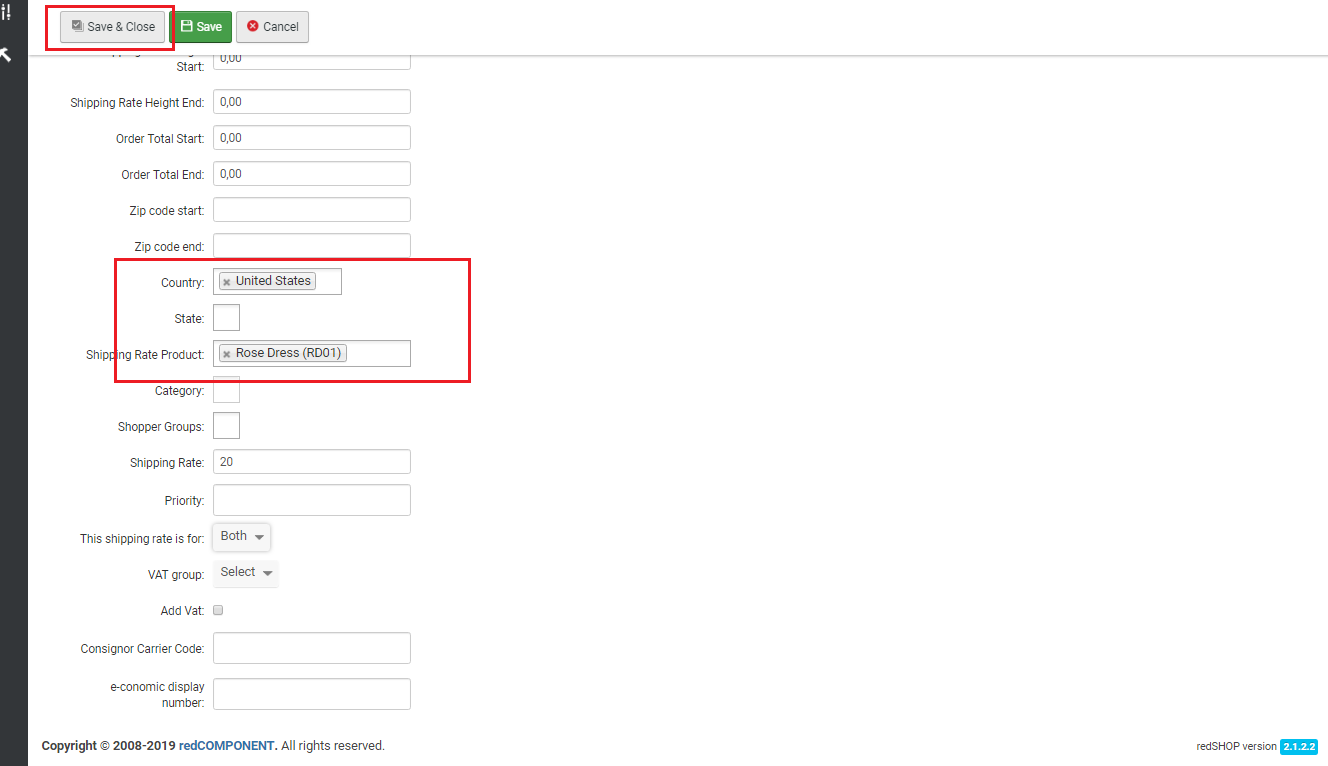 Save & Close Save Cancel
Start: 0,00
Shipping Rate Height End: 0,00
Order Total Start: 0,00
Order Total End: 0,00
Zip code start:
Zip code end:
Country: × United States
State:
Shipping Rate Product: × Rose Dress (RD01)
Category:
Shopper Groups:
Shipping Rate: 20
Priority:
This shipping rate is for: Both
VAT group: Select
Add Vat:
Consignor Carrier Code:
e-conomic display
number:
Copyright © 2008-2019 redCOMPONENT. All rights reserved. redSHOP version 2.1.2.2